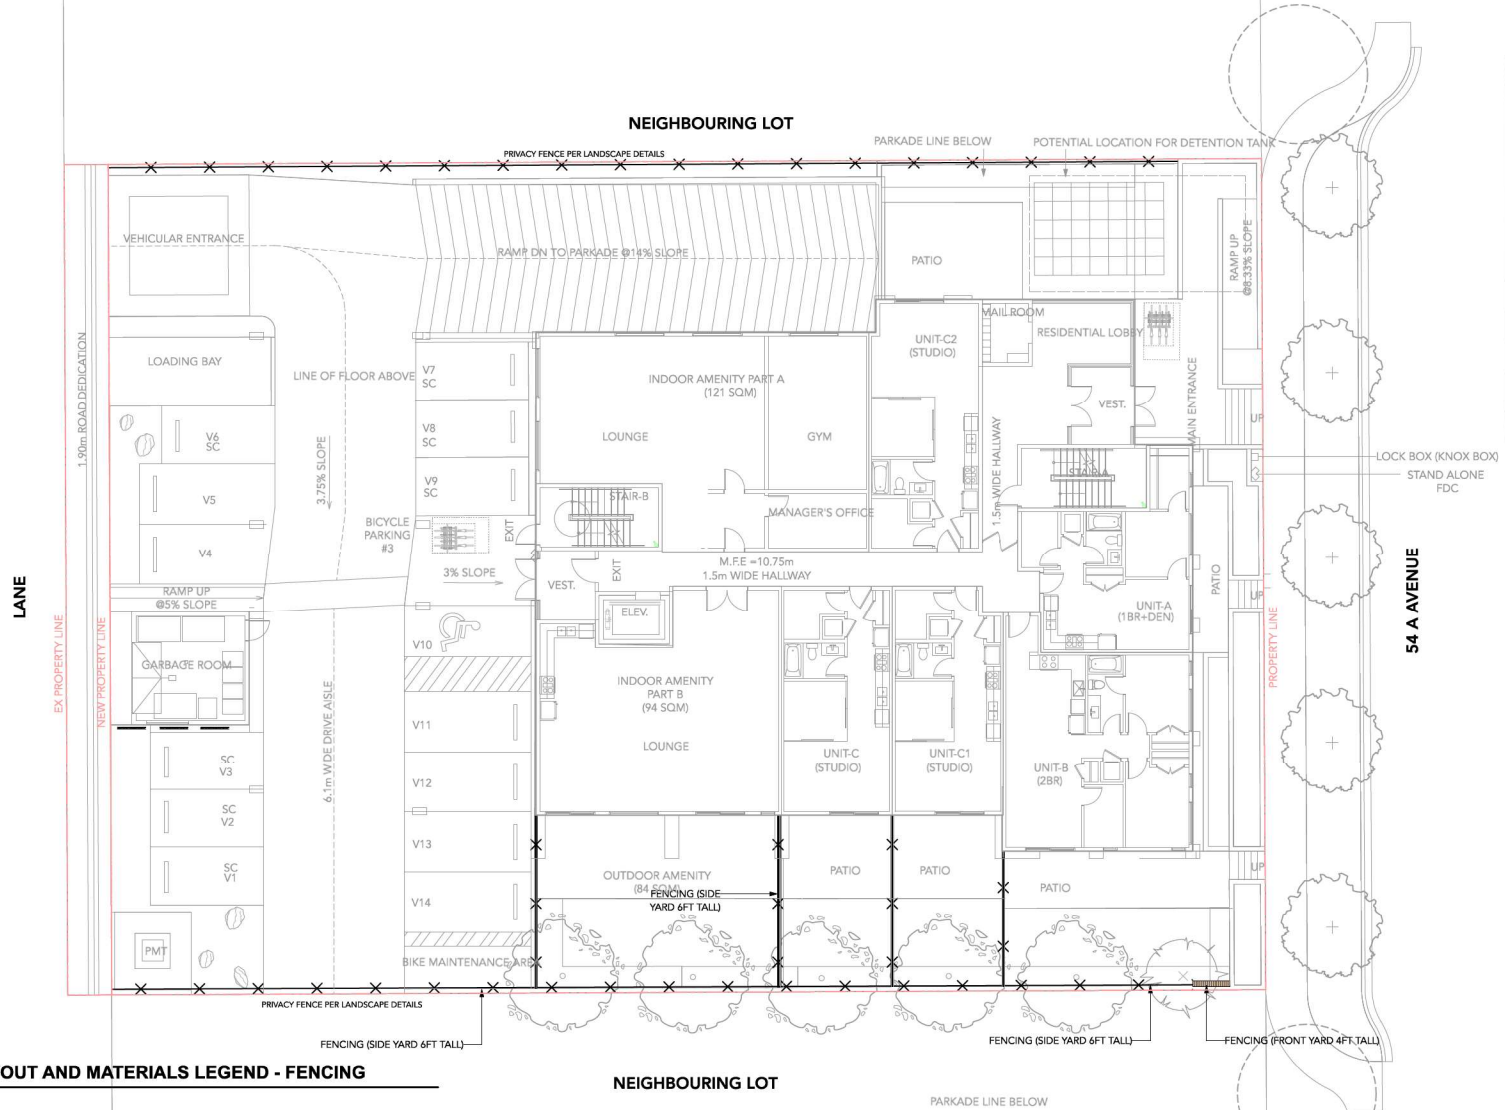 NEIGHBOURING LOT
PRIVACY FENCE PER LANDSCAPE DETAILS
PARKADE LINE BELOW
POTENTIAL LOCATION FOR DETENTION TANK
VEHICULAR ENTRANCE
RAMP DN TO PARKADE @14% SLOPE
PATIO
RAMP UP
@8.33% SLOPE
MAIL ROOM
RESIDENTIAL LOBBY
UNIT-C2
(STUDIO)
LOADING BAY
LINE OF FLOOR ABOVE
V7
SC
INDOOR AMENITY PART A
(121 SQM)
VEST.
MAIN ENTRANCE
1.90m ROAD DEDICATION
V6
SC
V8
SC
LOUNGE
GYM
UP
3.75% SLOPE
V9
SC
1.5m WIDE HALLWAY
STAIR-A
LOCK BOX (KNOX BOX)
STAND ALONE
FDC
V5
STAIR-B
MANAGER'S OFFICE
BICYCLE
PARKING
#3
EXIT
V4
3% SLOPE
VEST.
EXIT
M.F.E =10.75m
1.5m WIDE HALLWAY
PATIO
LANE
RAMP UP
@5% SLOPE
ELEV.
UNIT-A
(1BR+DEN)
UP
54 A AVENUE
EX PROPERTY LINE
NEW PROPERTY LINE
GARBAGE ROOM
V10
PROPERTY LINE
INDOOR AMENITY
PART B
(94 SQM)
LOUNGE
6.1m WIDE DRIVE AISLE
V11
UNIT-C
(STUDIO)
UNIT-C1
(STUDIO)
UNIT-B
(2BR)
SC
V3
V12
SC
V2
V13
SC
V1
OUTDOOR AMENITY
(84 SQM)
PATIO
PATIO
PATIO
UP
FENCING (SIDE
YARD 6FT TALL)
V14
PMT
BIKE MAINTENANCE AREA
PRIVACY FENCE PER LANDSCAPE DETAILS
FENCING (SIDE YARD 6FT TALL)
FENCING (SIDE YARD 6FT TALL)
FENCING (FRONT YARD 4FT TALL)
OUT AND MATERIALS LEGEND - FENCING
NEIGHBOURING LOT
PARKADE LINE BELOW